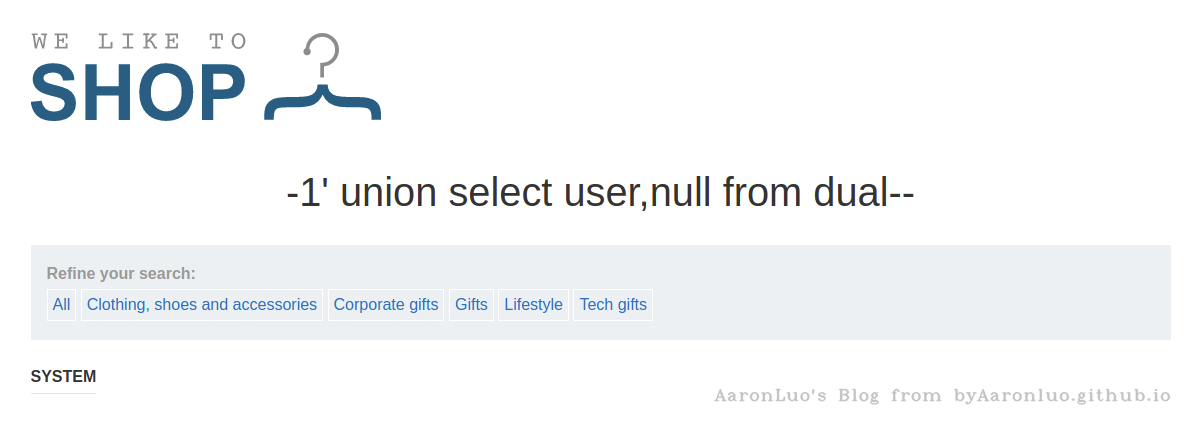 WE LIKE TO
SHOP
-1' union select user,null from dual--
Refine your search:
All Clothing, shoes and accessories Corporate gifts Gifts Lifestyle Tech gifts
SYSTEM
AaronLuo's Blog from byAaronluo.github.io